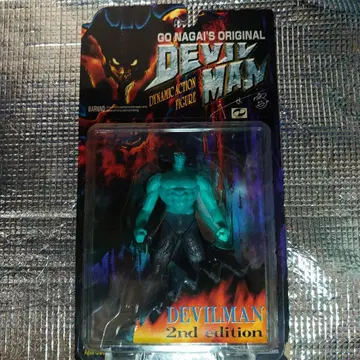 GO NAGAI'S ORIGINAL
DEVIL
MAN
DYNAMIC ACTION
FIGURE
WARNING
DEVILMAN
2nd edition